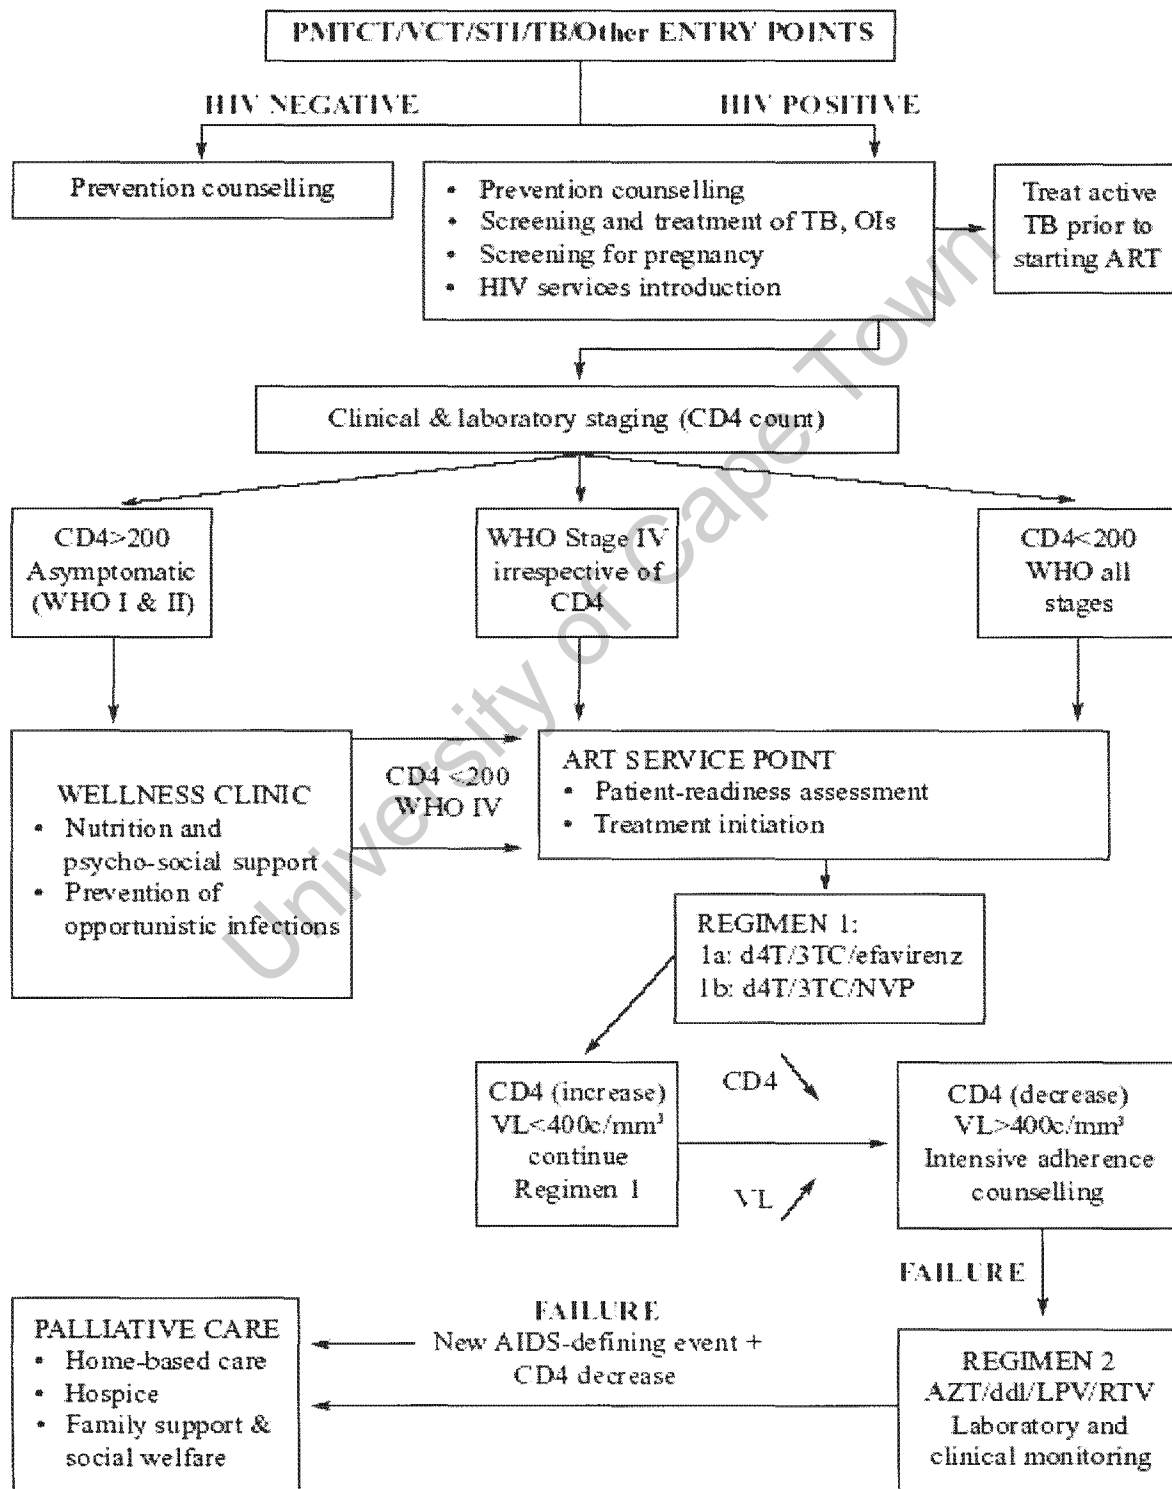 PMTCT/VCT/STI/TB/Other ENTRY POINTS
HIV NEGATIVE
HIV POSITIVE
Prevention counselling
• Prevention counselling
• Screening and treatment of TB, OIs
• Screening for pregnancy
• HIV services introduction
Treat active
TB prior to
starting ART
Clinical & laboratory staging (CD4 count)
CD4>200
Asymptomatic
(WHO I & II)
WHO Stage IV
irrespective of
CD4
CD4<200
WHO all
stages
WELLNESS CLINIC
• Nutrition and
psycho-social support
• Prevention of
opportunistic infections
CD4 <200
WHO IV
ART SERVICE POINT
• Patient-readiness assessment
• Treatment initiation
REGIMEN 1:
1a: d4T/3TC/efavirenz
1b: d4T/3TC/NVP
CD4 (increase)
VL<400c/mm³
continue
Regimen 1
CD4
VL
CD4 (decrease)
VL>400c/mm³
Intensive adherence
counselling
FAILURE
REGIMEN 2
AZT/ddl/LPV/RTV
Laboratory and
clinical monitoring
FAILURE
New AIDS-defining event +
CD4 decrease
PALLIATIVE CARE
• Home-based care
• Hospice
• Family support &
social welfare
University of Cape Town